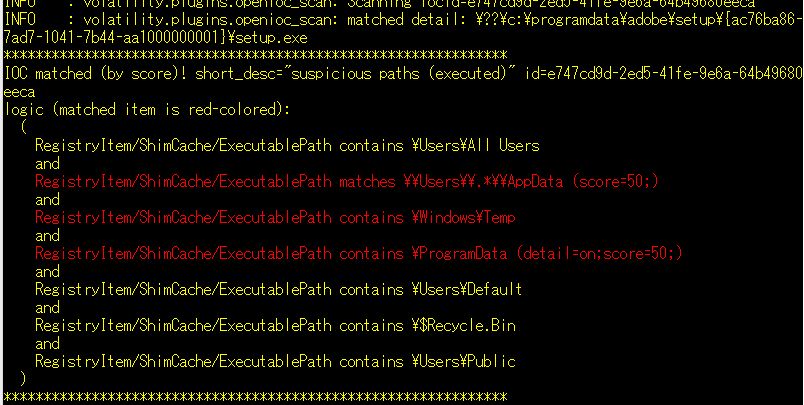 INFO    : volatility.plugins.openioc_scan: Scanning iocid=e747cd9d-2ed5-41fe-9e6a-64b49680eeca
INFO    : volatility.plugins.openioc_scan: matched detail: ¥??¥c:¥programdata¥adobe¥setup¥{ac76ba86-
7ad7-1041-7b44-aa1000000001}¥setup.exe
***************************************************************
IOC matched (by score)! short_desc="suspicious paths (executed)" id=e747cd9d-2ed5-41fe-9e6a-64b49680
eeca
logic (matched item is red-colored):
(
RegistryItem/ShimCache/ExecutablePath contains ¥Users¥All Users
and
RegistryItem/ShimCache/ExecutablePath matches ¥¥Users¥¥.*¥¥AppData (score=50;)
and
RegistryItem/ShimCache/ExecutablePath contains ¥Windows¥Temp
and
RegistryItem/ShimCache/ExecutablePath contains ¥ProgramData (detail=on;score=50;)
and
RegistryItem/ShimCache/ExecutablePath contains ¥Users¥Default
and
RegistryItem/ShimCache/ExecutablePath contains ¥$Recycle.Bin
and
RegistryItem/ShimCache/ExecutablePath contains ¥Users¥Public
)
***************************************************************